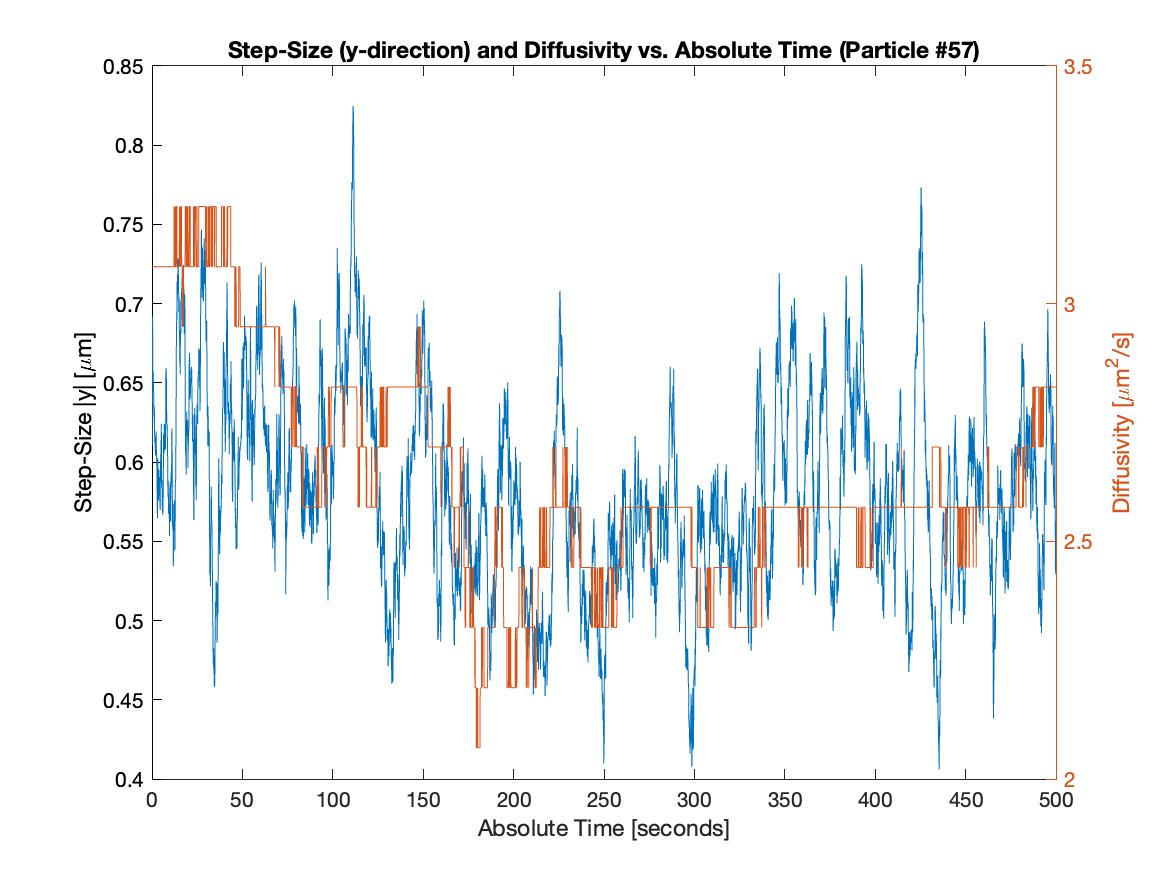 Step-Size (y-direction) and Diffusivity vs. Absolute Time (Particle #57)
0.85
0.8
0.75
0.7
0.65
0.6
0.55
0.5
0.45
0.4
Step-Size |y| [μm]
3.5
3
2.5
2
Diffusivity [μm²/s]
0 50 100 150 200 250 300 350 400 450 500
Absolute Time [seconds]